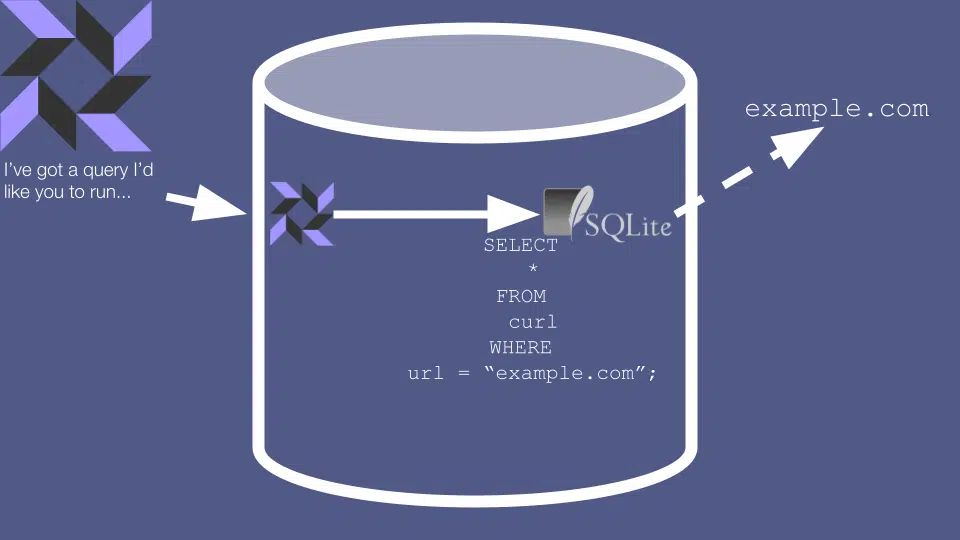 I've got a query I'd
like you to run...
example.com
SQLite
SELECT
*
FROM
curl
WHERE
url = “example.com”;